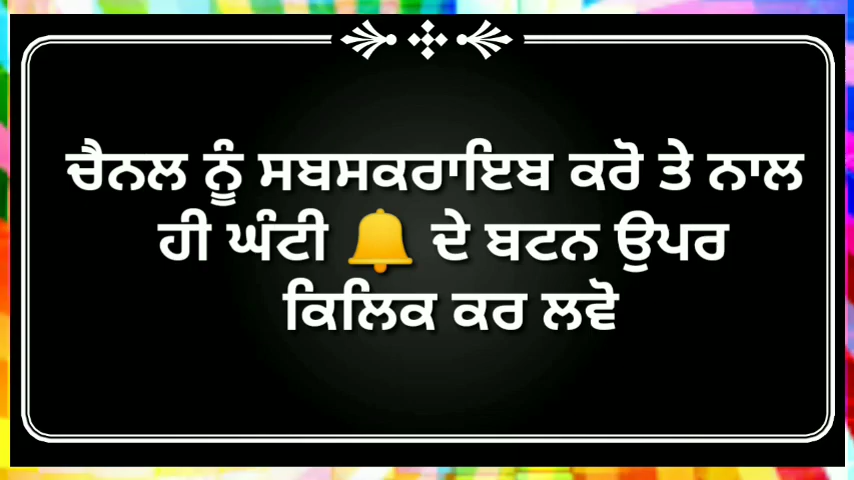 ਚੈਨਲ ਨੂੰ ਸਬਸਕਰਾਇਬ ਕਰੋ ਤੇ ਨਾਲ
ਹੀ ਘੰਟੀ 🔔 ਦੇ ਬਟਨ ਉਪਰ
ਕਿਲਿਕ ਕਰ ਲਵੋ